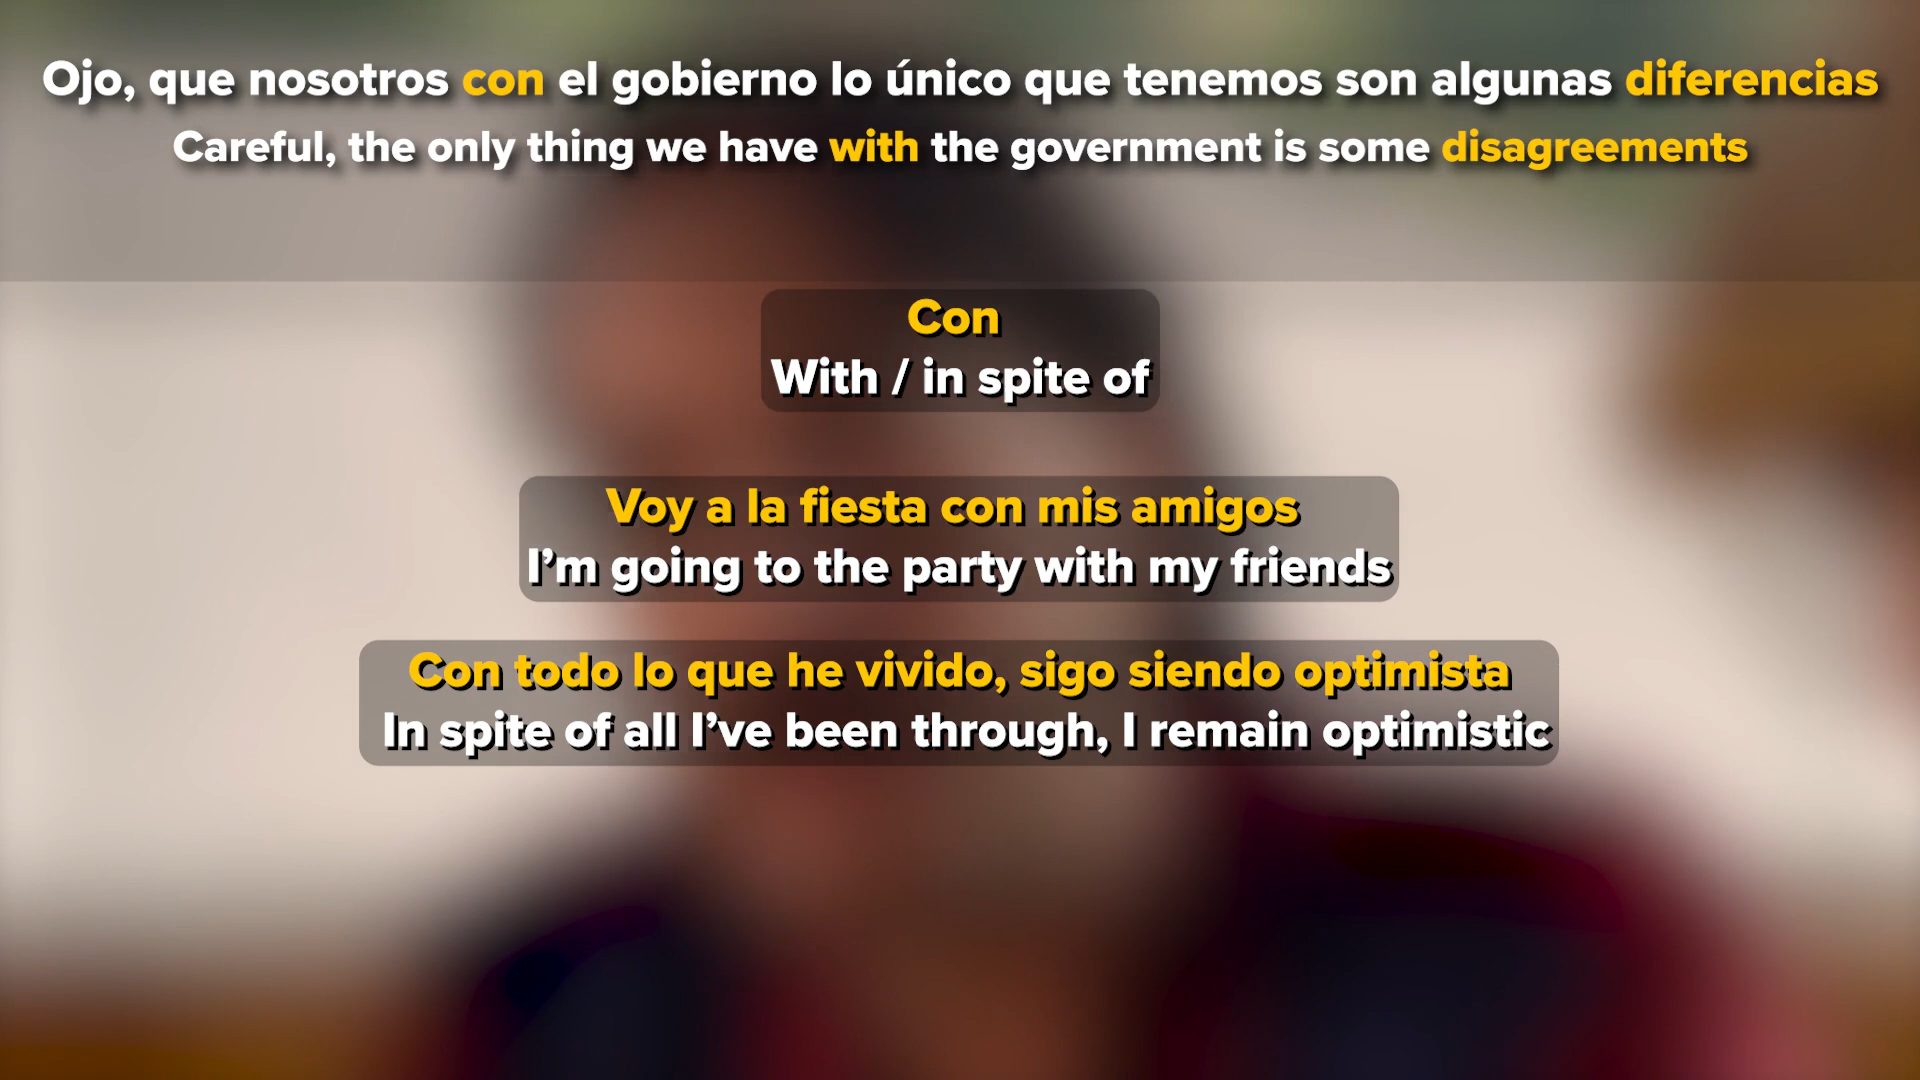 Ojo, que nosotros con el gobierno lo único que tenemos son algunas diferencias
Careful, the only thing we have with the government is some disagreements
Con
With / in spite of
Voy a la fiesta con mis amigos
I’m going to the party with my friends
Con todo lo que he vivido, sigo siendo optimista
In spite of all I’ve been through, I remain optimistic